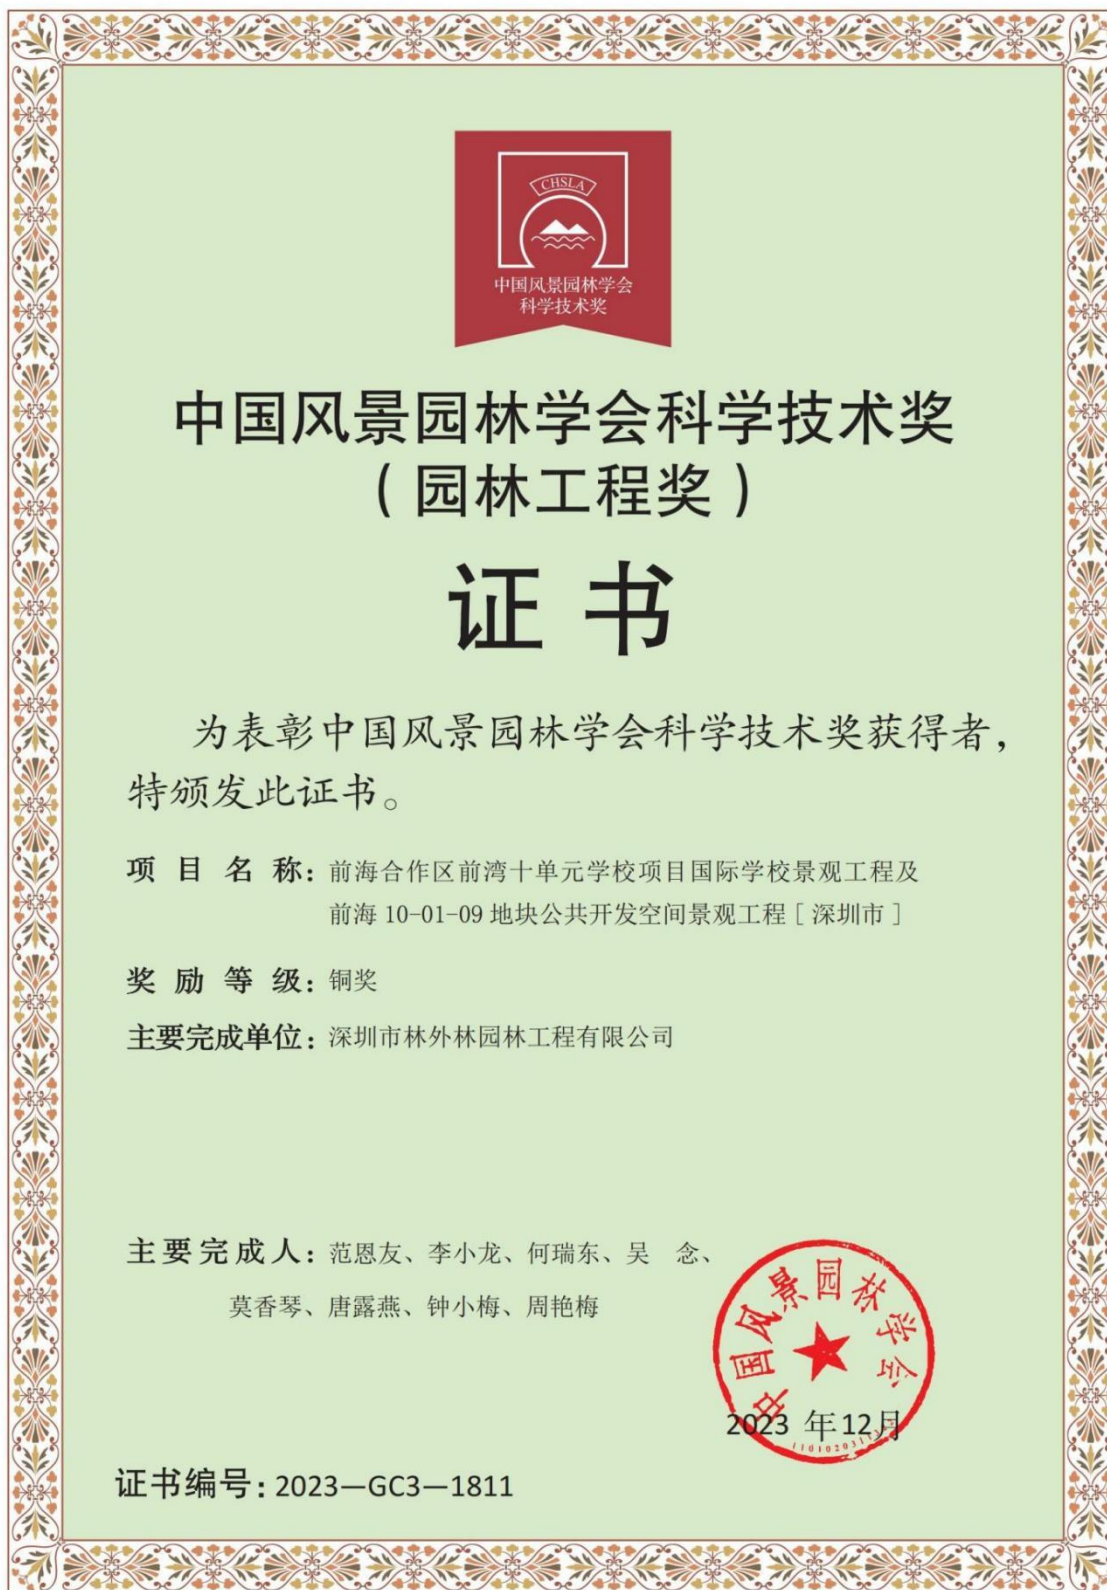 CHSLA
中国风景园林学会
科学技术奖
中国风景园林学会科学技术奖
（园林工程奖）
证书
为表彰中国风景园林学会科学技术奖获得者，
特颁发此证书。
项目名称：前海合作区前湾十单元学校项目国际学校景观工程及
前海 10-01-09 地块公共开发空间景观工程 [ 深圳市 ]
奖励等级：铜奖
主要完成单位：深圳市林外林园林工程有限公司
主要完成人：范恩友、李小龙、何瑞东、吴 念、
莫香琴、唐露燕、钟小梅、周艳梅
中国风景园林学会
2023 年12月
证书编号：2023—GC3—1811